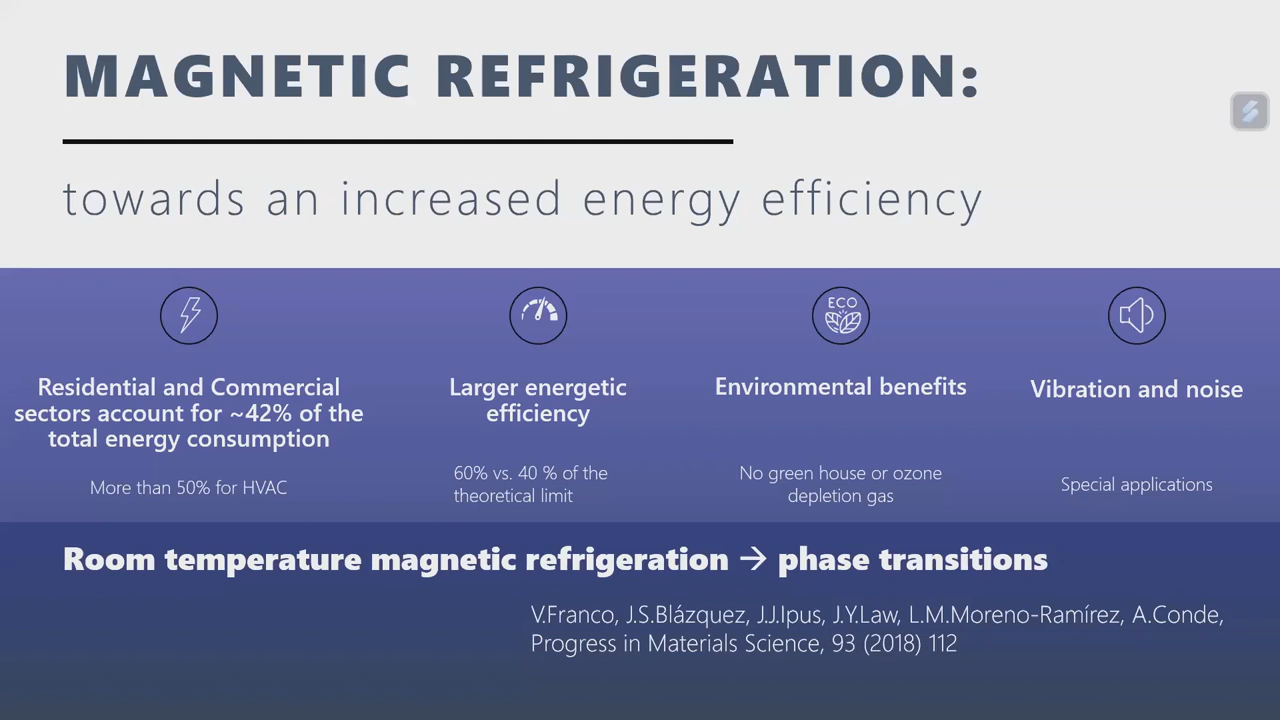 MAGNETIC REFRIGERATION:
towards an increased energy efficiency
ECO
Residential and Commercial
sectors account for ~42% of the
total energy consumption
More than 50% for HVAC
Larger energetic
efficiency
60% vs. 40 % of the
theoretical limit
Environmental benefits
No green house or ozone
depletion gas
Vibration and noise
Special applications
Room temperature magnetic refrigeration → phase transitions
V.Franco, J.S.Blázquez, J.J.Ipus, J.Y.Law, L.M.Moreno-Ramírez, A.Conde,
Progress in Materials Science, 93 (2018) 112